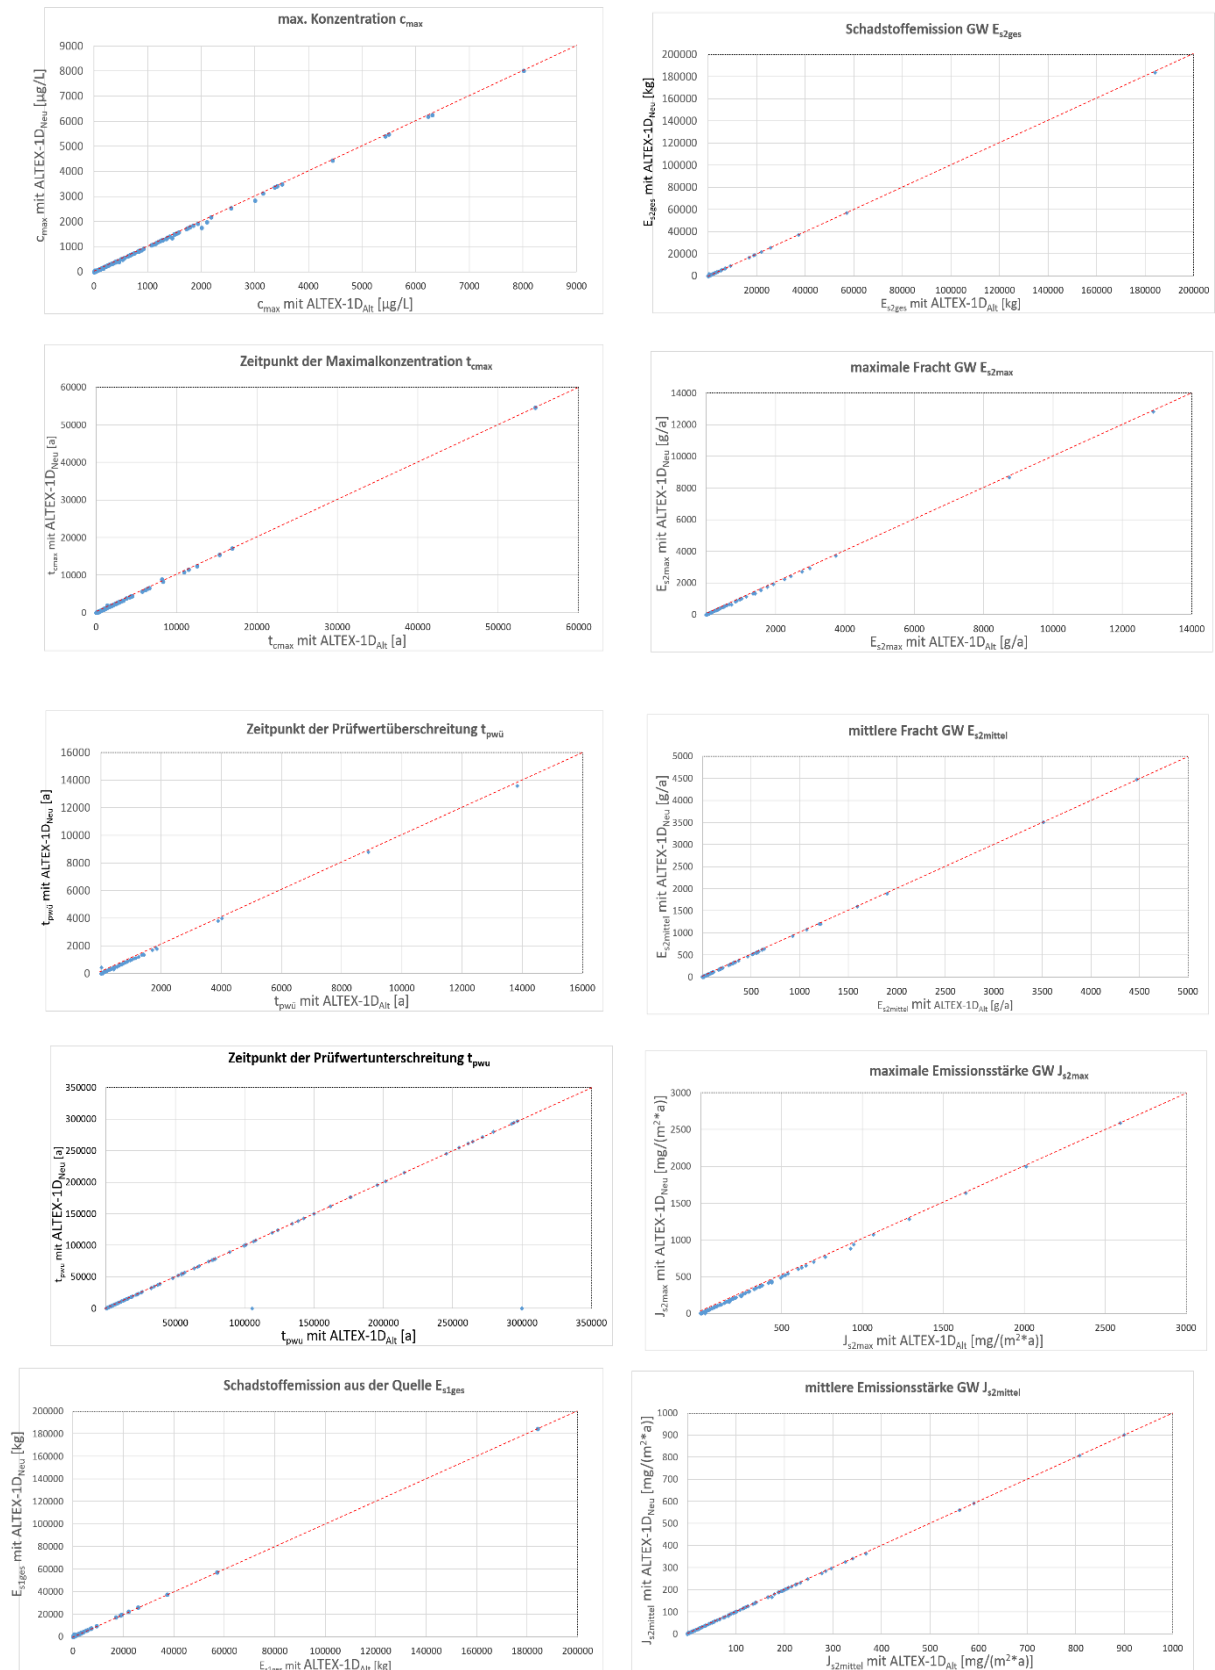 max. Konzentration cmax
9000
8000
7000
6000
5000
4000
3000
2000
1000
0
0 1000 2000 3000 4000 5000 6000 7000 8000 9000
cmax mit ALTEX-1DNeu [µg/L]
cmax mit ALTEX-1DAlt [µg/L]
Schadstoffemission GW Es2ges
200000
180000
160000
140000
120000
100000
80000
60000
40000
20000
0
20000 40000 60000 80000 100000 120000 140000 160000 180000 200000
Es2ges mit ALTEX-1DNeu [kg]
Es2ges mit ALTEX-1DAlt [kg]
Zeitpunkt der Maximalkonzentration tcmax
60000
50000
40000
30000
20000
10000
0
0 10000 20000 30000 40000 50000 60000
tcmax mit ALTEX-1DNeu [a]
tcmax mit ALTEX-1DAlt [a]
maximale Fracht GW Es2max
14000
12000
10000
8000
6000
4000
2000
0
2000 4000 6000 8000 10000 12000 14000
Es2max mit ALTEX-1DNeu [g/a]
Es2max mit ALTEX-1DAlt [g/a]
Zeitpunkt der Prüfwertüberschreitung tpwü
16000
14000
12000
10000
8000
6000
4000
2000
0
2000 4000 6000 8000 10000 12000 14000 16000
tpwü mit ALTEX-1DNeu [a]
tpwü mit ALTEX-1DAlt [a]
mittlere Fracht GW Es2mittel
5000
4500
4000
3500
3000
2500
2000
1500
1000
500
0
500 1000 1500 2000 2500 3000 3500 4000 4500 5000
Es2mittel mit ALTEX-1DNeu [g/a]
Es2mittel mit ALTEX-1DAlt [g/a]
Zeitpunkt der Prüfwertunterschreitung tpwu
350000
300000
250000
200000
150000
100000
50000
0
50000 100000 150000 200000 250000 300000 350000
tpwu mit ALTEX-1DNeu [a]
tpwu mit ALTEX-1DAlt [a]
maximale Emissionsstärke GW Js2max
3000
2500
2000
1500
1000
500
0
500 1000 1500 2000 2500 3000
Js2max mit ALTEX-1DNeu [mg/(m²*a)]
Js2max mit ALTEX-1DAlt [mg/(m²*a)]
Schadstoffemission aus der Quelle Es1ges
200000
180000
160000
140000
120000
100000
80000
60000
40000
20000
0
0 20000 40000 60000 80000 100000 120000 140000 160000 180000 200000
Es1ges mit ALTEX-1DNeu [kg]
Es1ges mit ALTEX-1DAlt [kg]
mittlere Emissionsstärke GW Js2mittel
1000
900
800
700
600
500
400
300
200
100
0
100 200 300 400 500 600 700 800 900 1000
Js2mittel mit ALTEX-1DNeu [mg/(m²*a)]
Js2mittel mit ALTEX-1DAlt [mg/(m²*a)]